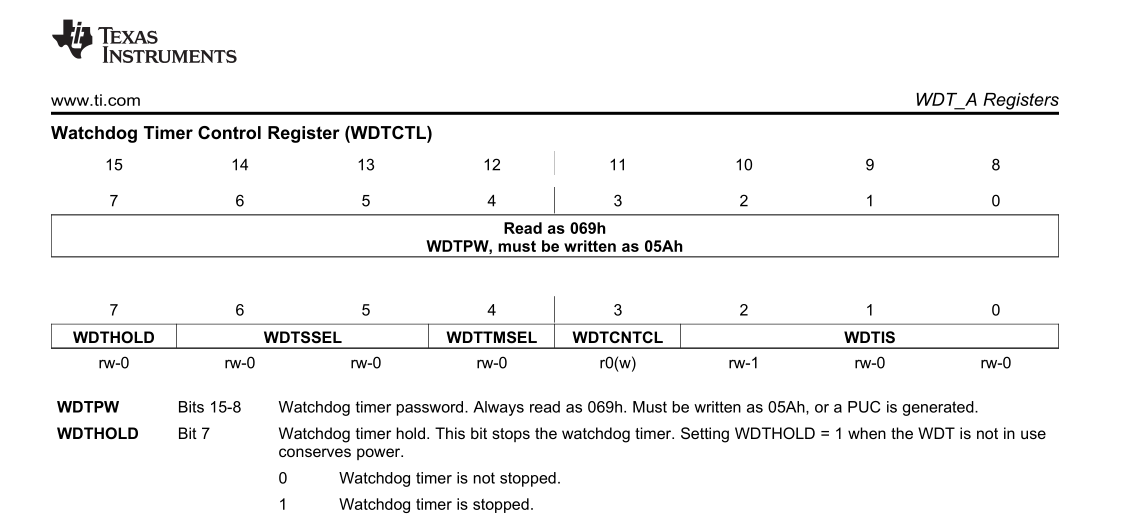 TEXAS
INSTRUMENTS
www.ti.com WDT_A Registers
Watchdog Timer Control Register (WDTCTL)
15 14 13 12 11 10 9 8
7 6 5 4 3 2 1 0
Read as 069h
WDTPW, must be written as 05Ah
7 6 5 4 3 2 1 0
WDTHOLD WDTSSEL WDTTMSEL WDTCNTCL WDTIS
rw-0 rw-0 rw-0 rw-0 r0(w) rw-1 rw-0 rw-0
WDTPW Bits 15-8 Watchdog timer password. Always read as 069h. Must be written as 05Ah, or a PUC is generated.
WDTHOLD Bit 7 Watchdog timer hold. This bit stops the watchdog timer. Setting WDTHOLD = 1 when the WDT is not in use
conserves power.
0 Watchdog timer is not stopped.
1 Watchdog timer is stopped.